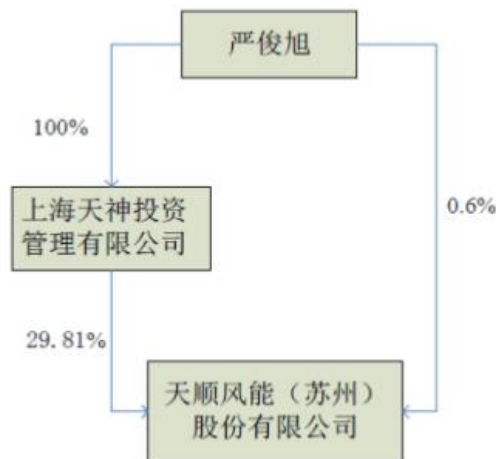 严俊旭
100%
上海天神投资
管理有限公司
0.6%
29.81%
天顺风能（苏州）
股份有限公司